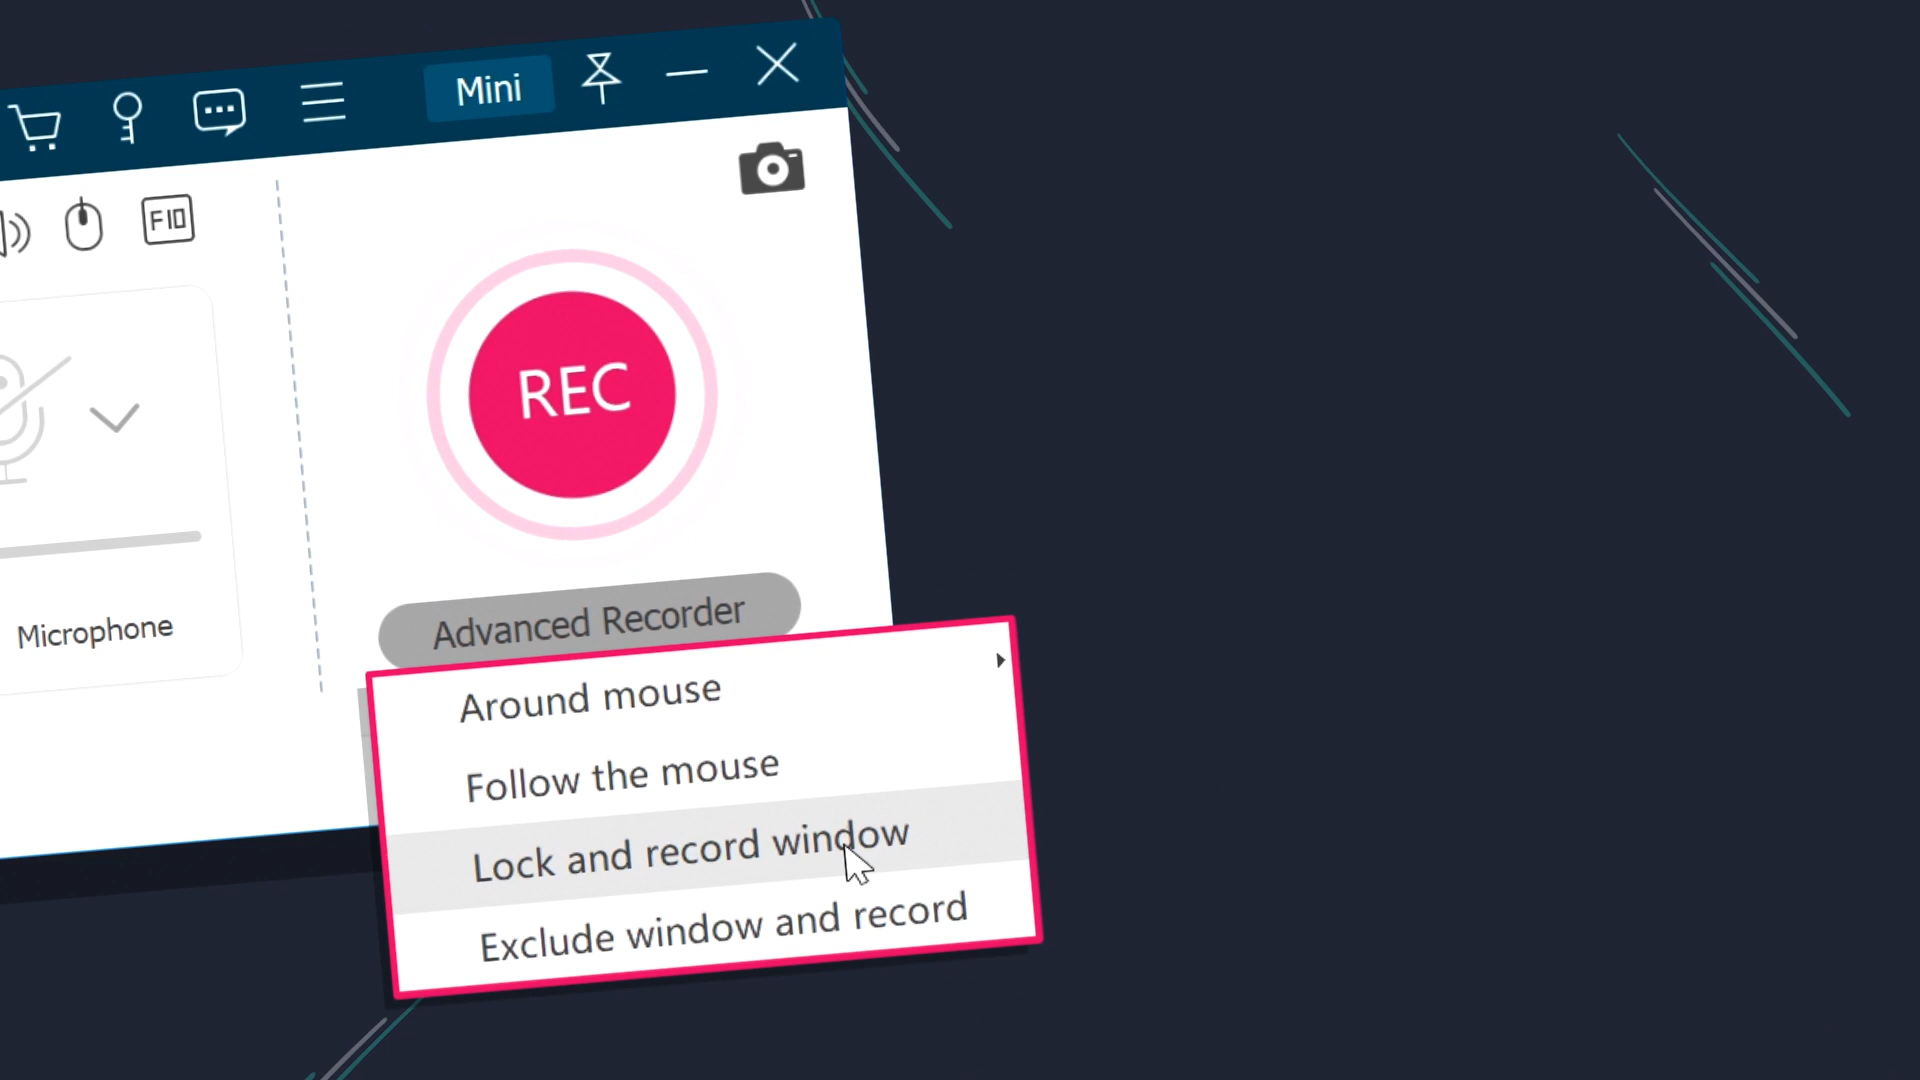 Mini
F10
REC
Microphone
Advanced Recorder
Around mouse
Follow the mouse
Lock and record window
Exclude window and record